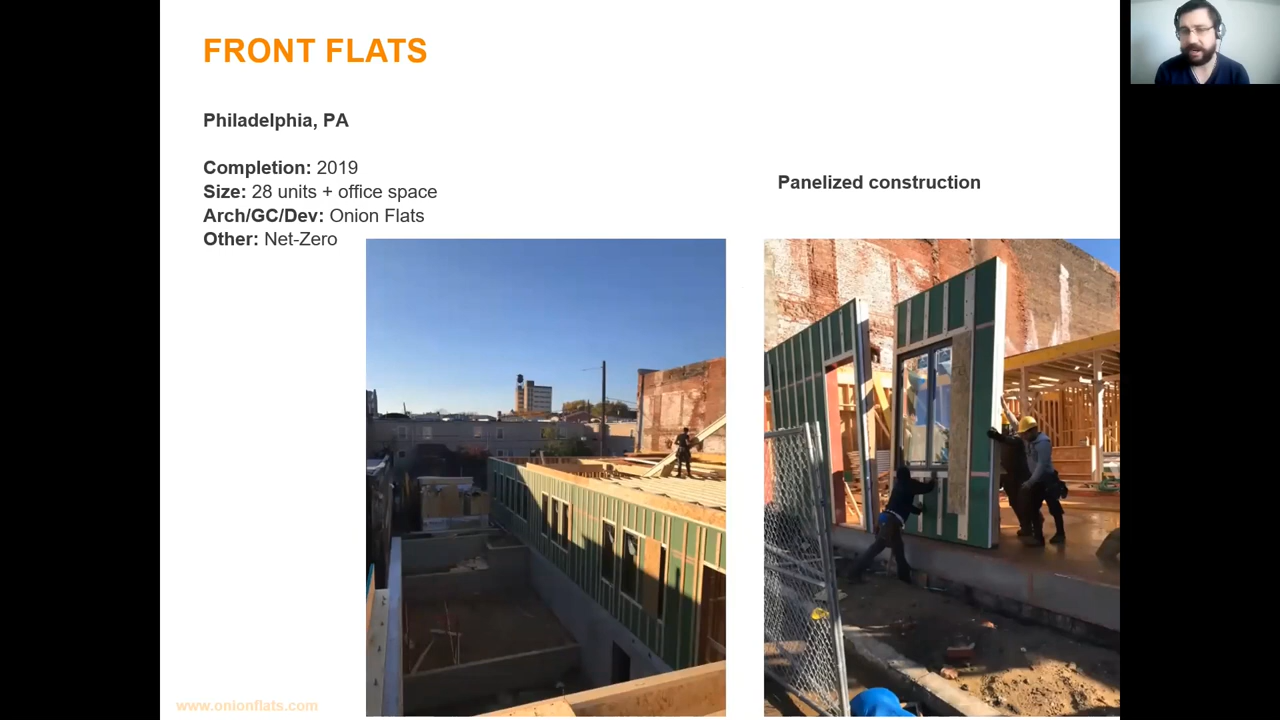 FRONT FLATS
Philadelphia, PA
Completion: 2019
Size: 28 units + office space
Arch/GC/Dev: Onion Flats
Other: Net-Zero
Panelized construction
www.onionflats.com